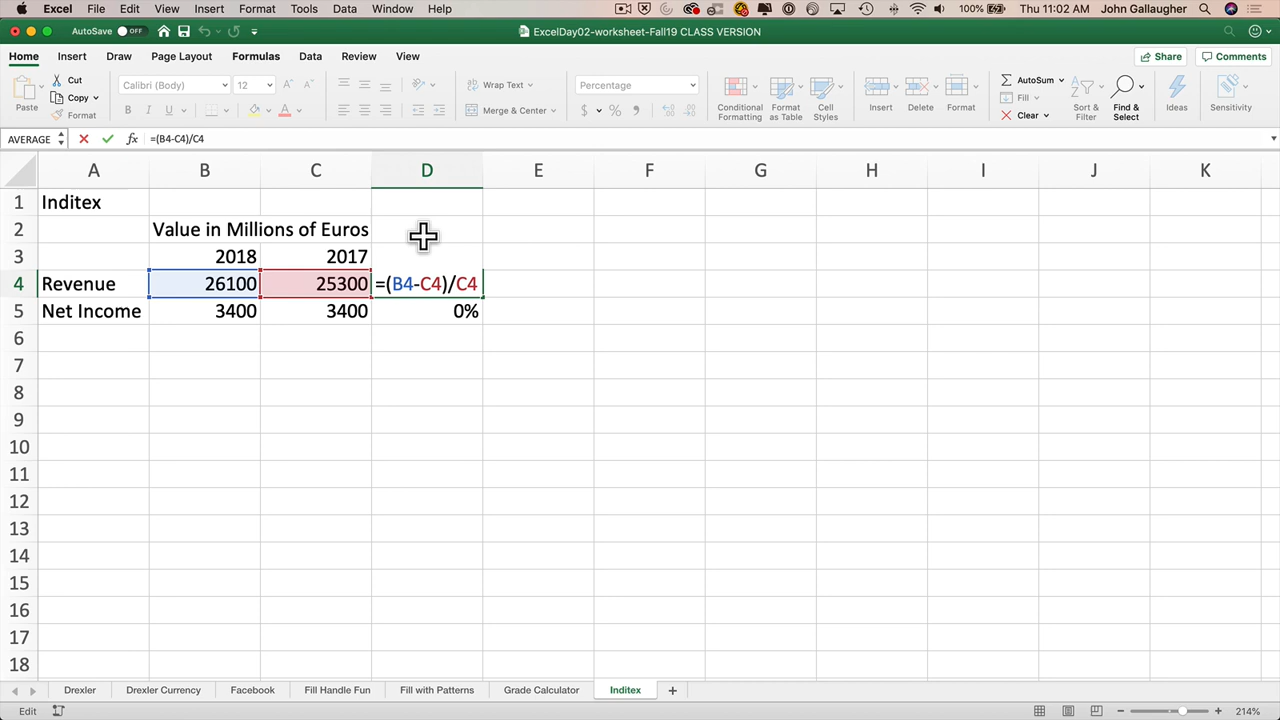 Excel File Edit View Insert Format Tools Data Window Help 100% Thu 11:02 AM John Gallaugher
AutoSave OFF ExcelDay02-worksheet-Fall19 CLASS VERSION
Home Insert Draw Page Layout Formulas Data Review View Share Comments
Paste Cut Copy Format Calibri (Body) 12 Wrap Text Merge & Center Percentage Conditional Formatting Format as Table Cell Styles Insert Delete Format AutoSum Fill Clear Sort & Filter Find & Select Ideas Sensitivity
AVERAGE fx =(B4-C4)/C4
A B C D E F G H I J K
1 Inditex
2 Value in Millions of Euros
3 2018 2017
4 Revenue 26100 25300 =(B4-C4)/C4
5 Net Income 3400 3400 0%
6
7
8
9
10
11
12
13
14
15
16
17
18
Drexler Drexler Currency Facebook Fill Handle Fun Fill with Patterns Grade Calculator Inditex +
Edit 214%